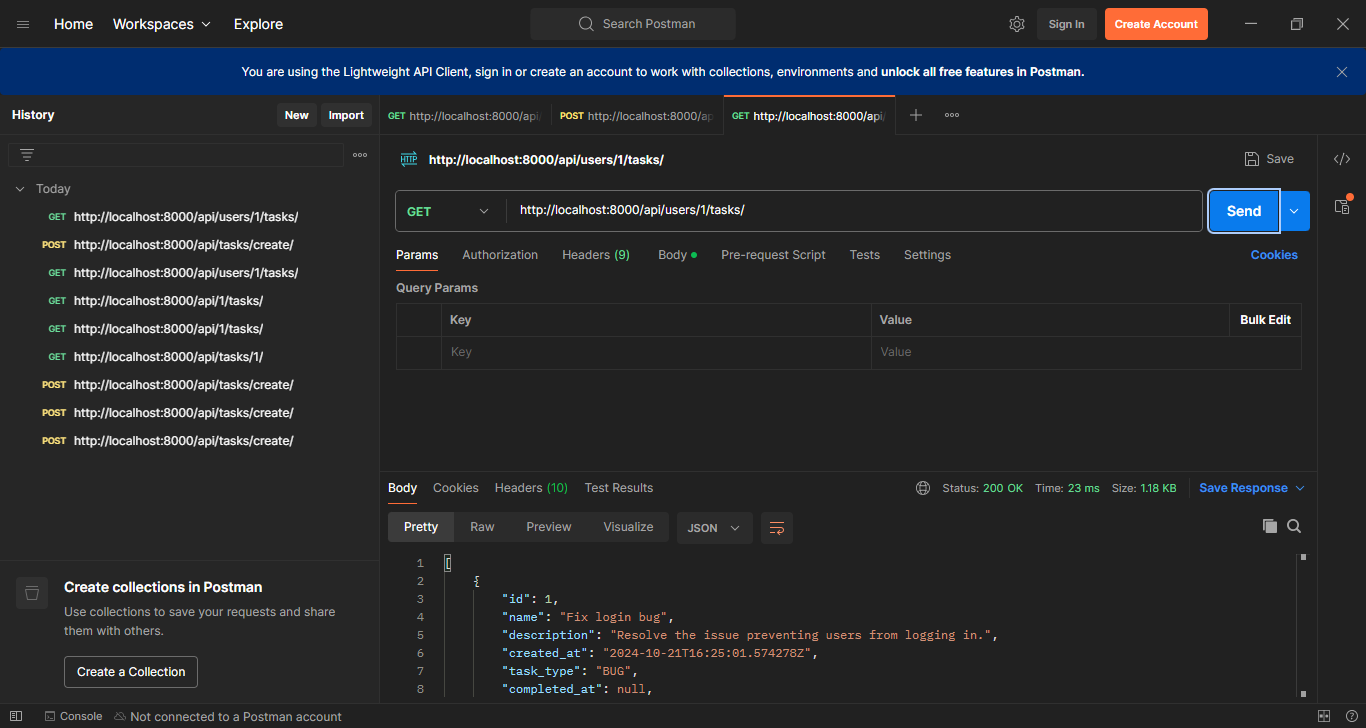 Home Workspaces Explore Search Postman Sign In Create Account
You are using the Lightweight API Client, sign in or create an account to work with collections, environments and unlock all free features in Postman.
History New Import
Today
GET http://localhost:8000/api/users/1/tasks/
POST http://localhost:8000/api/tasks/create/
GET http://localhost:8000/api/users/1/tasks/
GET http://localhost:8000/api/1/tasks/
GET http://localhost:8000/api/1/tasks/
GET http://localhost:8000/api/tasks/1/
POST http://localhost:8000/api/tasks/create/
POST http://localhost:8000/api/tasks/create/
POST http://localhost:8000/api/tasks/create/
Create collections in Postman
Use collections to save your requests and share
them with others.
Create a Collection
GET http://localhost:8000/api/ POST http://localhost:8000/ap GET http://localhost:8000/api/
HTTP http://localhost:8000/api/users/1/tasks/ Save
GET http://localhost:8000/api/users/1/tasks/ Send
Params Authorization Headers (9) Body Pre-request Script Tests Settings Cookies
Query Params
Key Value Bulk Edit
Key Value
Body Cookies Headers (10) Test Results Status: 200 OK Time: 23 ms Size: 1.18 KB Save Response
Pretty Raw Preview Visualize JSON
1 [
2 {
3 "id": 1,
4 "name": "Fix login bug",
5 "description": "Resolve the issue preventing users from logging in.",
6 "created_at": "2024-10-21T16:25:01.574278Z",
7 "task_type": "BUG",
8 "completed_at": null,
Console Not connected to a Postman account